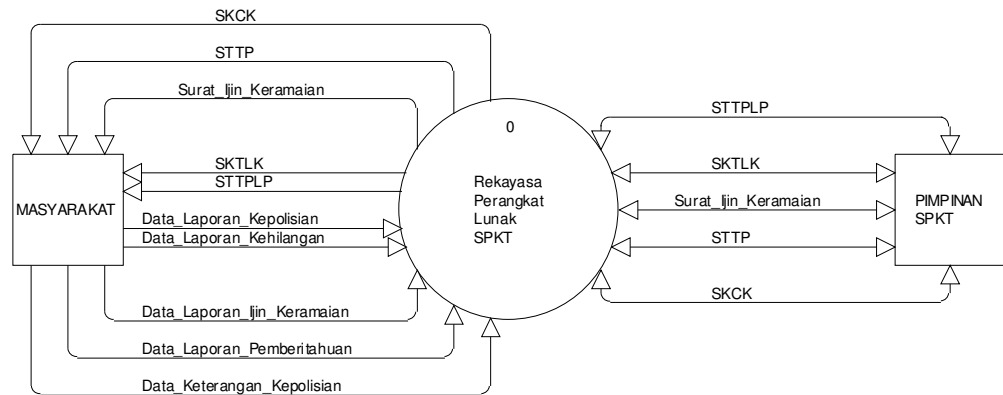 SKCK
STTP
Surat_Ijin_Keramaian
SKTLK
STTPLP
MASYARAKAT
Data_Laporan_Kepolisian
Data_Laporan_Kehilangan
Data_Laporan_Ijin_Keramaian
Data_Laporan_Pemberitahuan
Data_Keterangan_Kepolisian
0
Rekayasa
Perangkat
Lunak
SPKT
STTPLP
SKTLK
Surat_Ijin_Keramaian
STTP
SKCK
PIMPINAN
SPKT